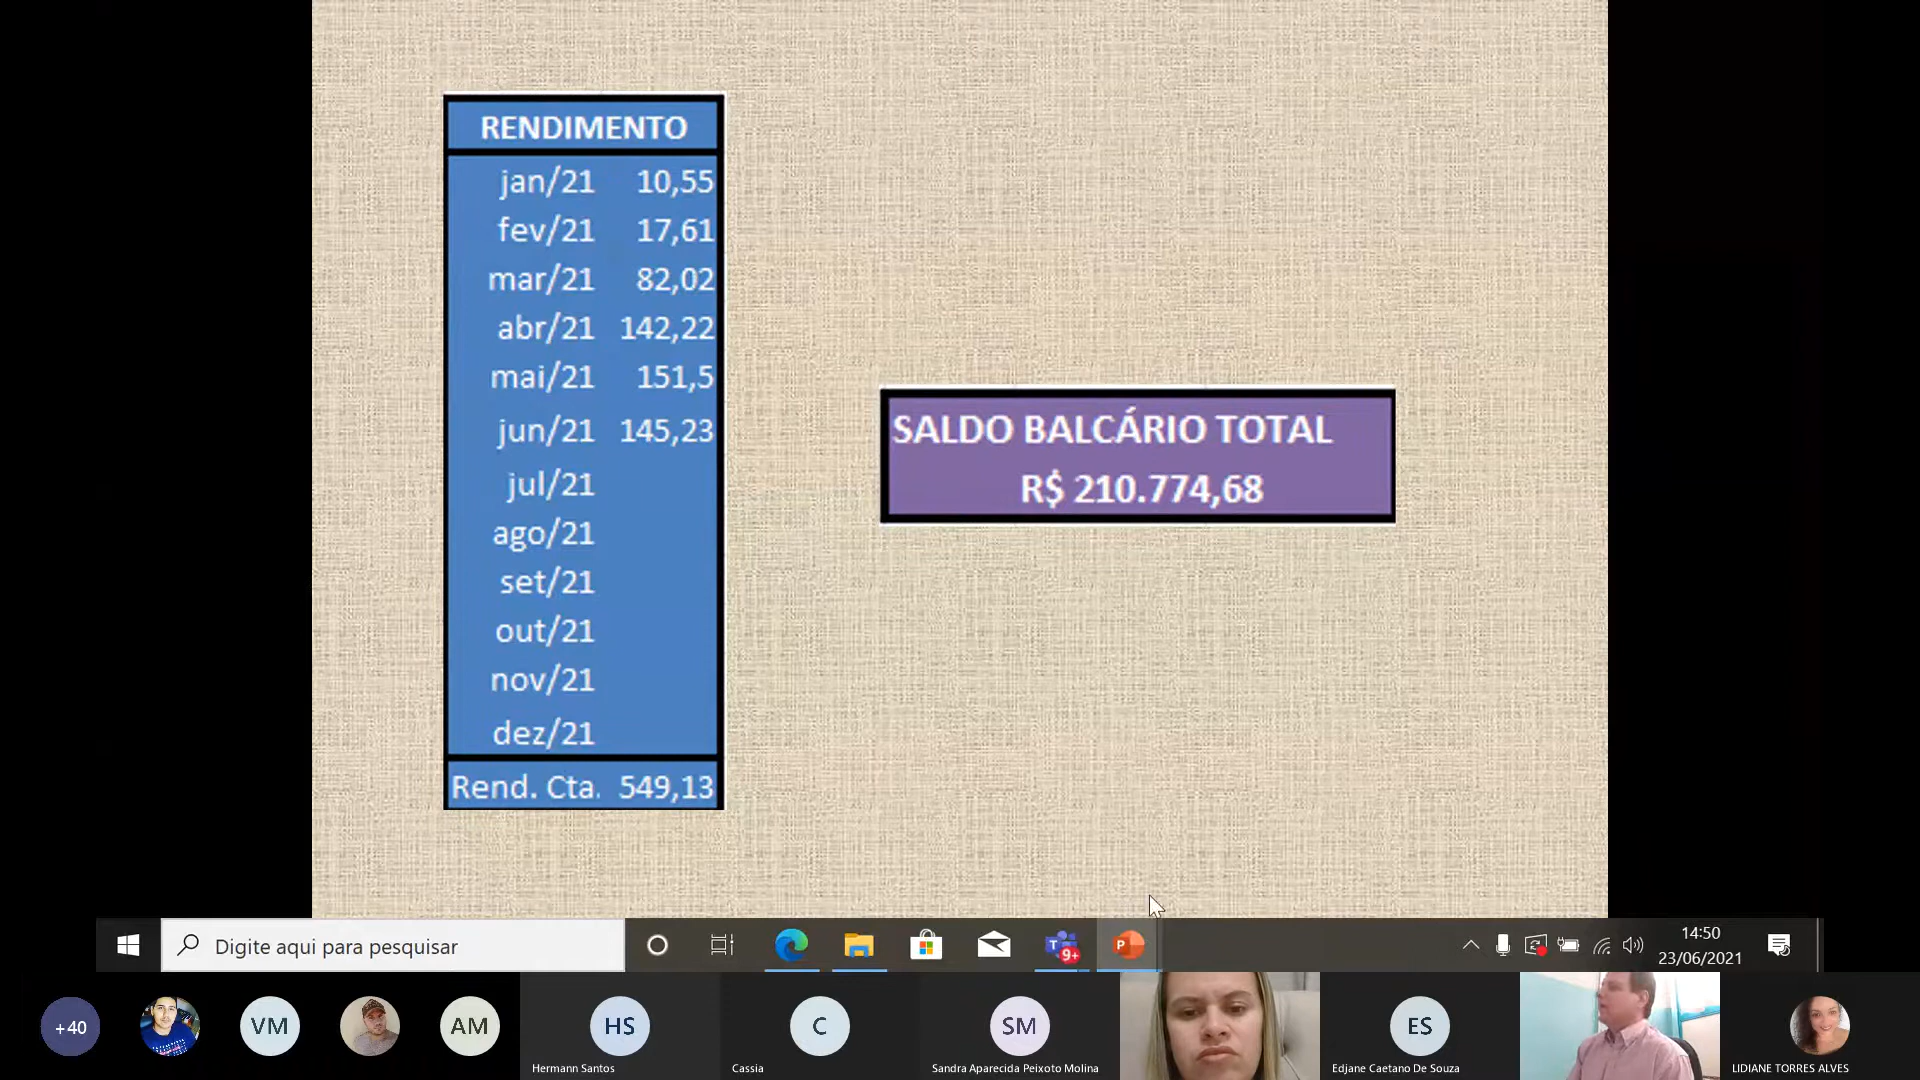 RENDIMENTO
jan/21 10,55
fev/21 17,61
mar/21 82,02
abr/21 142,22
mai/21 151,5
jun/21 145,23
jul/21
ago/21
set/21
out/21
nov/21
dez/21
Rend. Cta. 549,13
SALDO BALCÁRIO TOTAL
R$ 210.774,68
Digite aqui para pesquisar
9+
14:50
23/06/2021
+40
VM
AM
HS
Hermann Santos
C
Cassia
SM
Sandra Aparecida Peixoto Molina
ES
Edjane Caetano De Souza
LIDIANE TORRES ALVES